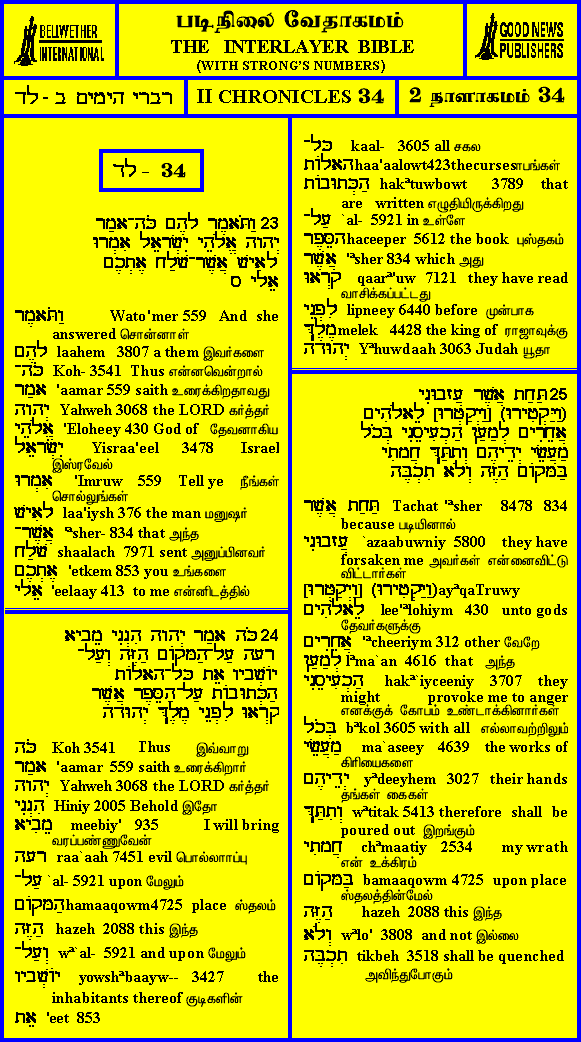 BELLWETHER
INTERNATIONAL
படிநிலை வேதாகமம்
THE INTERLAYER BIBLE
(WITH STRONG'S NUMBERS)
GOOD NEWS
PUBLISHERS
רברי הימים ב - לד
II CHRONICLES 34
2 நாளாகமம் 34
לד - 34
23 וַתֹּאמֶר לָהֶם כֹּה־אָמַר
יְהוָה אֱלֹהֵי יִשְׂרָאֵל אִמְרוּ
לָאִישׁ אֲשֶׁר־שָׁלַח אֶתְכֶם
אֵלָי ס
וַתֹּאמֶר Wato'mer 559 And she
answered சொன்னாள்
לָהֶם laahem 3807 a them இவர்களை
כֹּה־ Koh- 3541 Thus என்னவென்றால்
אָמַר 'aamar 559 saith உரைக்கிறதாவது
יְהוָה Yahweh 3068 the LORD கர்த்தர்
אֱלֹהֵי 'Eloheey 430 God of தேவனாகிய
יִשְׂרָאֵל Yisraa'eel 3478 Israel
இஸ்ரவேல்
אִמְרוּ 'Imruw 559 Tell ye நீங்கள்
சொல்லுங்கள்
לָאִישׁ laa'iysh 376 the man மனுஷர்
אֲשֶׁר־ 'ªsher- 834 that அந்த
שָׁלַח shaalach 7971 sent அனுப்பினவர்
אֶתְכֶם 'etkem 853 you உங்களை
אֵלָי 'eelaay 413 to me என்னிடத்தில்
24 כֹּה אָמַר יְהוָה הִנְנִי מֵבִיא
רָעָה עַל־הַמָּקוֹם הַזֶּה וְעַל־
יוֹשְׁבָיו אֵת כָּל־הָאָלוֹת
הַכְּתוּבוֹת עַל־הַסֵּפֶר אֲשֶׁר
קָרְאוּ לִפְנֵי מֶלֶךְ יְהוּדָה
כֹּה Koh 3541 Thus இவ்வாறு
אָמַר 'aamar 559 saith உரைக்கிறார்
יְהוָה Yahweh 3068 the LORD கர்த்தர்
הִנְנִי Hiniy 2005 Behold இதோ
מֵבִיא meebiy' 935 I will bring
வரப்பண்ணுவேன்
רָעָה raa`aah 7451 evil பொல்லாாப்பு
עַל־ `al- 5921 upon மேலும்
הַמָּקוֹם hamaaqowm4725 place ஸ்தலம்
הַזֶּה hazeh 2088 this இந்த
וְעַל־ wª`al- 5921 and upon மேலும்
יוֹשְׁבָיו yowshªbaayw-- 3427 the
inhabitants thereof குடிகளின்
אֵת 'eet 853
כָּל־ kaal- 3605 all சகல
הָאָלוֹת haa'aalowt423thecursesாபங்கள்
הַכְּתוּבוֹת hakªtuwbowt 3789 that
are written எழுதியிருக்கிறது
עַל־ `al- 5921 in உள்ளே
הַסֵּפֶר haceeper 5612 the book புஸ்தகம்
אֲשֶׁר 'ªsher 834 which அது
קָרְאוּ qaarª'uw 7121 they have read
வாசிக்கப்பட்டது
לִפְנֵי lipneey 6440 before முன்பாக
מֶלֶךְ melek 4428 the king of ராஜாவுக்கு
יְהוּדָה Yªhuwdaah 3063 Judah யூதா
25 תַּחַת אֲשֶׁר עֲזָבוּנִי
(וַיַּקְטִירוּ) [וַיְקַטְּרוּ] לֵאלֹהִים
אֲחֵרִים לְמַעַן הַכְעִיסֵנִי בְּכֹל
מַעֲשֵׂי יְדֵיהֶם וְתִתַּךְ חֲמָתִי
בַּמָּקוֹם הַזֶּה וְלֹא תִכְבֶּה
תַּחַת אֲשֶׁר Tachat 'ªsher 8478 834
because படியினால்
עֲזָבוּנִי `azaabuwniy 5800 they have
forsaken me அவர்கள் என்னைவிட்டு
விட்டார்கள்
(וַיַּקְטִירוּ) [וַיְקַטְּרוּ] ayªqaTruwy
לֵאלֹהִים lee'lohiym 430 unto gods
தேவர்களுக்கு
אֲחֵרִים 'ªcheeriym 312 other வேறே
לְמַעַן lªma`an 4616 that அந்த
הַכְעִיסֵנִי hak`iyceeniy 3707 they
might provoke me to anger
எனக்குக் கோபம் உண்டாக்கினார்கள்
בְּכֹל bªkol 3605 with all எல்லாவற்றிலும்
מַעֲשֵׂי ma`aseey 4639 the works of
கிரியைகளை
יְדֵיהֶם yªdeeyhem 3027 their hands
தங்கள் கைகள்
וְתִתַּךְ wªtitak 5413 therefore shall be
poured out இறங்கும்
חֲמָתִי chªmaatiy 2534 my wrath
என் உக்கிரம்
בַּמָּקוֹם bamaaqowm 4725 upon place
ஸ்தலத்தின்மேல்
הַזֶּה hazeh 2088 this இந்த
וְלֹא wªlo' 3808 and not இல்லை
תִכְבֶּה tikbeh 3518 shall be quenched
அவிந்துபோகும்